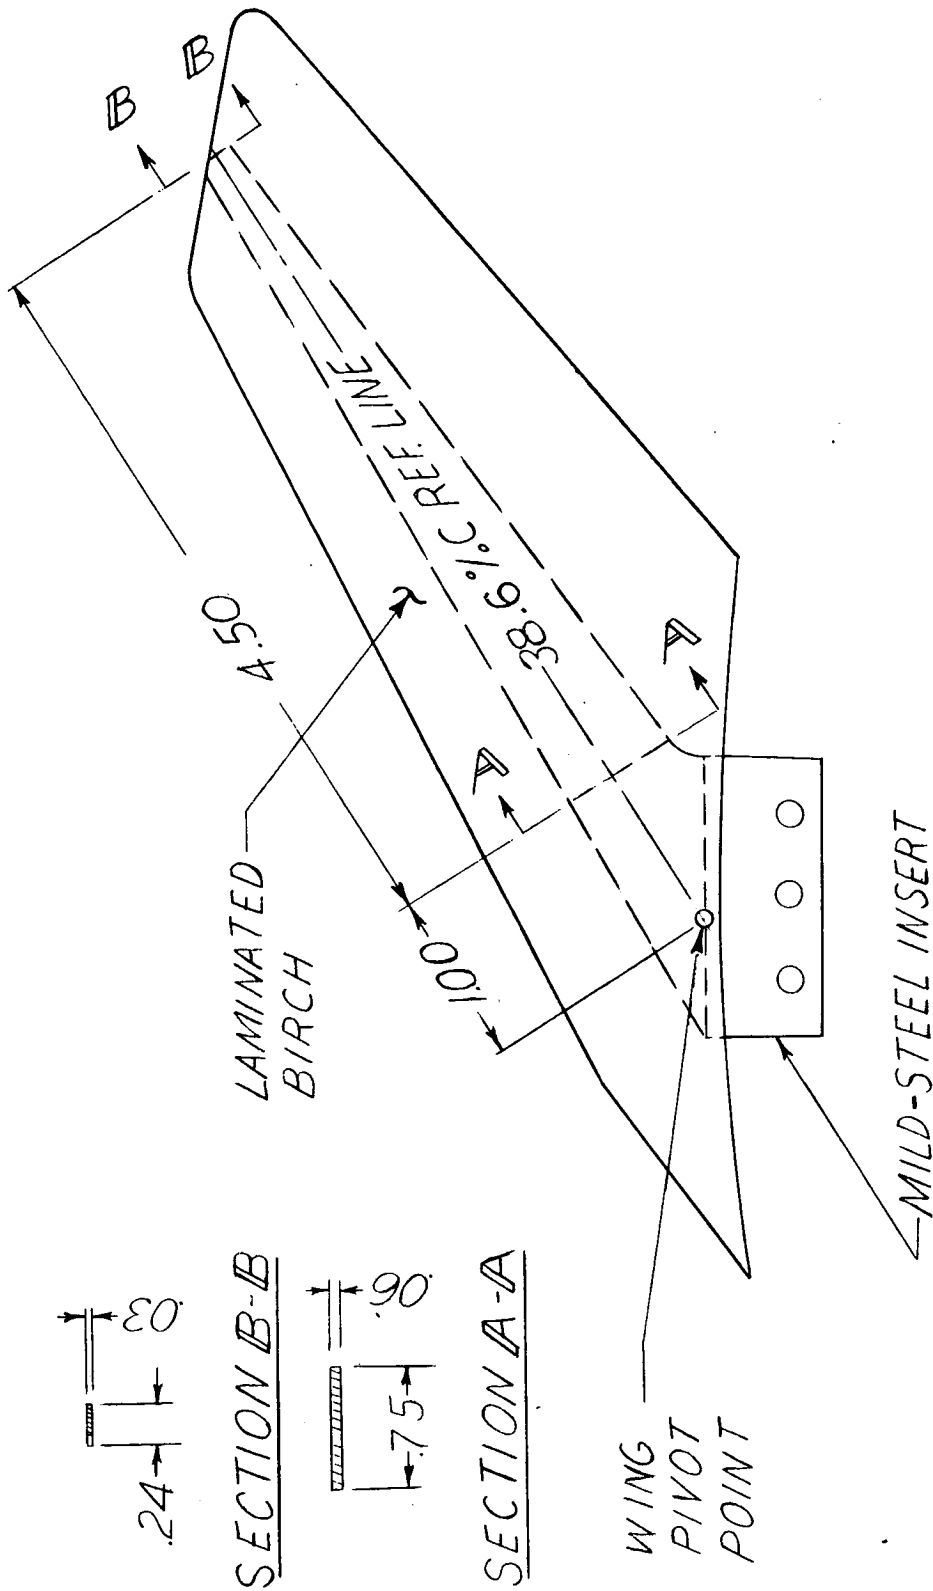 B
B
4.50
38.6%C REF. LINE
A
A
1.00
LAMINATED
BIRCH
MILD-STEEL INSERT
.03
.24
SECTION B-B
.06
.75
SECTION A-A
WING
PIVOT
POINT